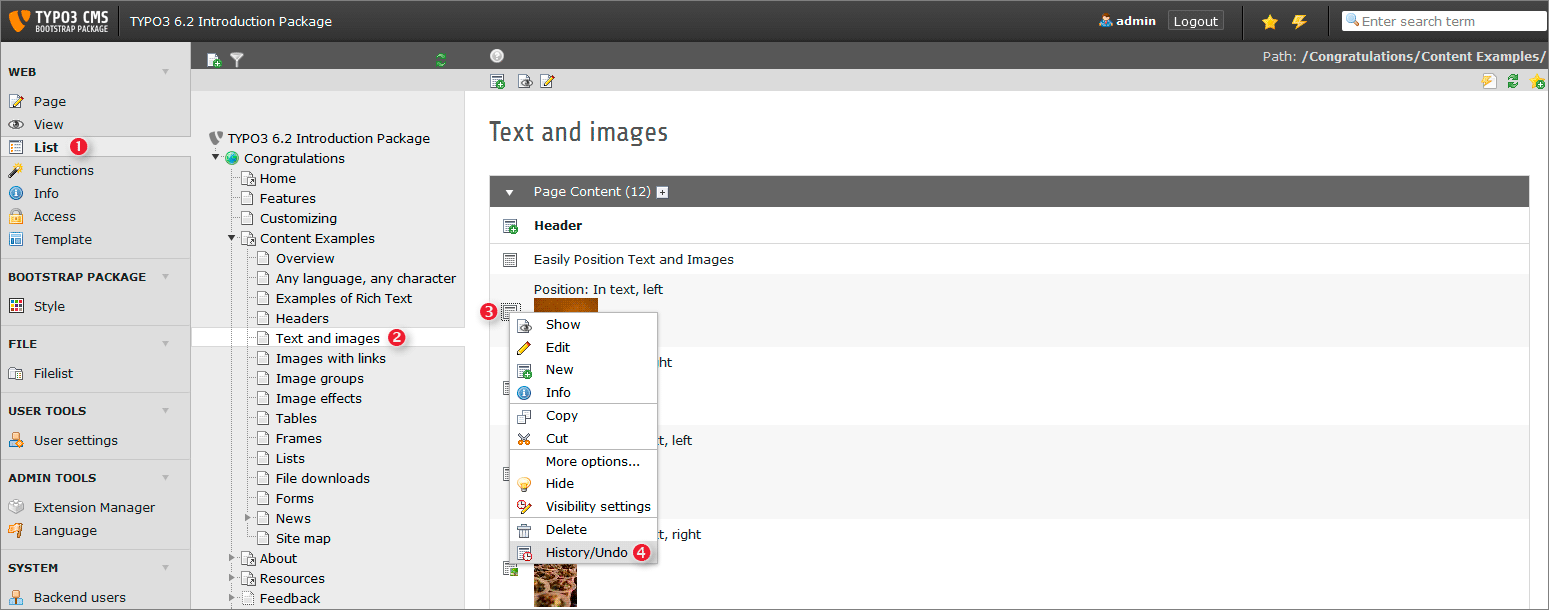 TYPO3 CMS
BOOTSTRAP PACKAGE
TYPO3 6.2 Introduction Package
admin
Logout
Enter search term
Path: /Congratulations/Content Examples/
WEB
Page
View
List 1
Functions
Info
Access
Template
BOOTSTRAP PACKAGE
Style
FILE
Filelist
USER TOOLS
User settings
ADMIN TOOLS
Extension Manager
Language
SYSTEM
Backend users
TYPO3 6.2 Introduction Package
Congratulations
Home
Features
Customizing
Content Examples
Overview
Any language, any character
Examples of Rich Text
Headers
Text and images 2
Images with links
Image groups
Image effects
Tables
Frames
Lists
File downloads
Forms
News
Site map
About
Resources
Feedback
Text and images
Page Content (12)
Header
Easily Position Text and Images
Position: In text, left
3
Show
Edit
New
Info
Copy
Cut
More options...
Hide
Visibility settings
Delete
History/Undo 4
ht
t, left
t, right